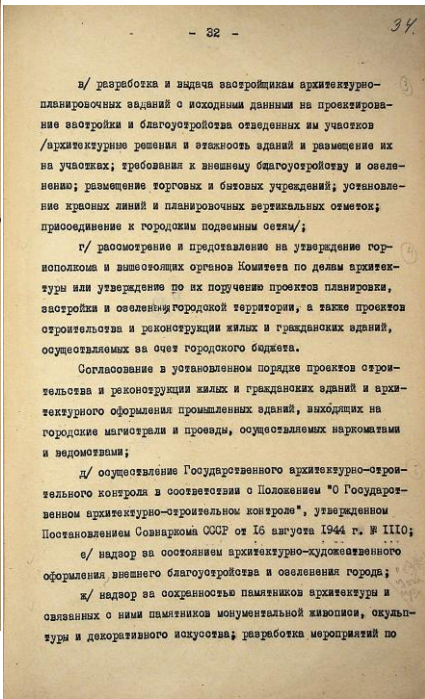 - 32 -
34.
в/ разработка и выдача застройщикам архитектурно-
планировочных заданий с исходными данными на проектирова-
ние застройки и благоустройства отведенных им участков
/архитектурные решения и этажность зданий и размещение их
на участках; требования к внешнему благоустройству и озеле-
нению; размещение торговых и бытовых учреждений; установле-
ние красных линий и планировочных вертикальных отметок;
присоединение к городским подземным сетям/;
г/ рассмотрение и представление на утверждение гор-
исполкома и вышестоящих органов Комитета по делам архитек-
туры или утверждение по их поручению проектов планировки,
застройки и озеленения городской территории, а также проектов
строительства и реконструкции жилых и гражданских зданий,
осуществляемых за счет городского бюджета.
Согласование в установленном порядке проектов строи-
тельства и реконструкции жилых и гражданских зданий и архи-
тектурного оформления промышленных зданий, выходящих на
городские магистрали и проезды, осуществляемых наркоматами
и ведомствами;
д/ осуществление Государственного архитектурно-строи-
тельного контроля в соответствии с Положением "О Государст-
венном архитектурно-строительном контроле", утвержденном
Постановлением Совнаркома СССР от 16 августа 1944 г. № 1110;
е/ надзор за состоянием архитектурно-художественного
оформления внешнего благоустройства и озеленения города;
ж/ надзор за сохранностью памятников архитектуры и
связанных с ними памятников монументальной живописи, скульп-
туры и декоративного искусства; разработка мероприятий по